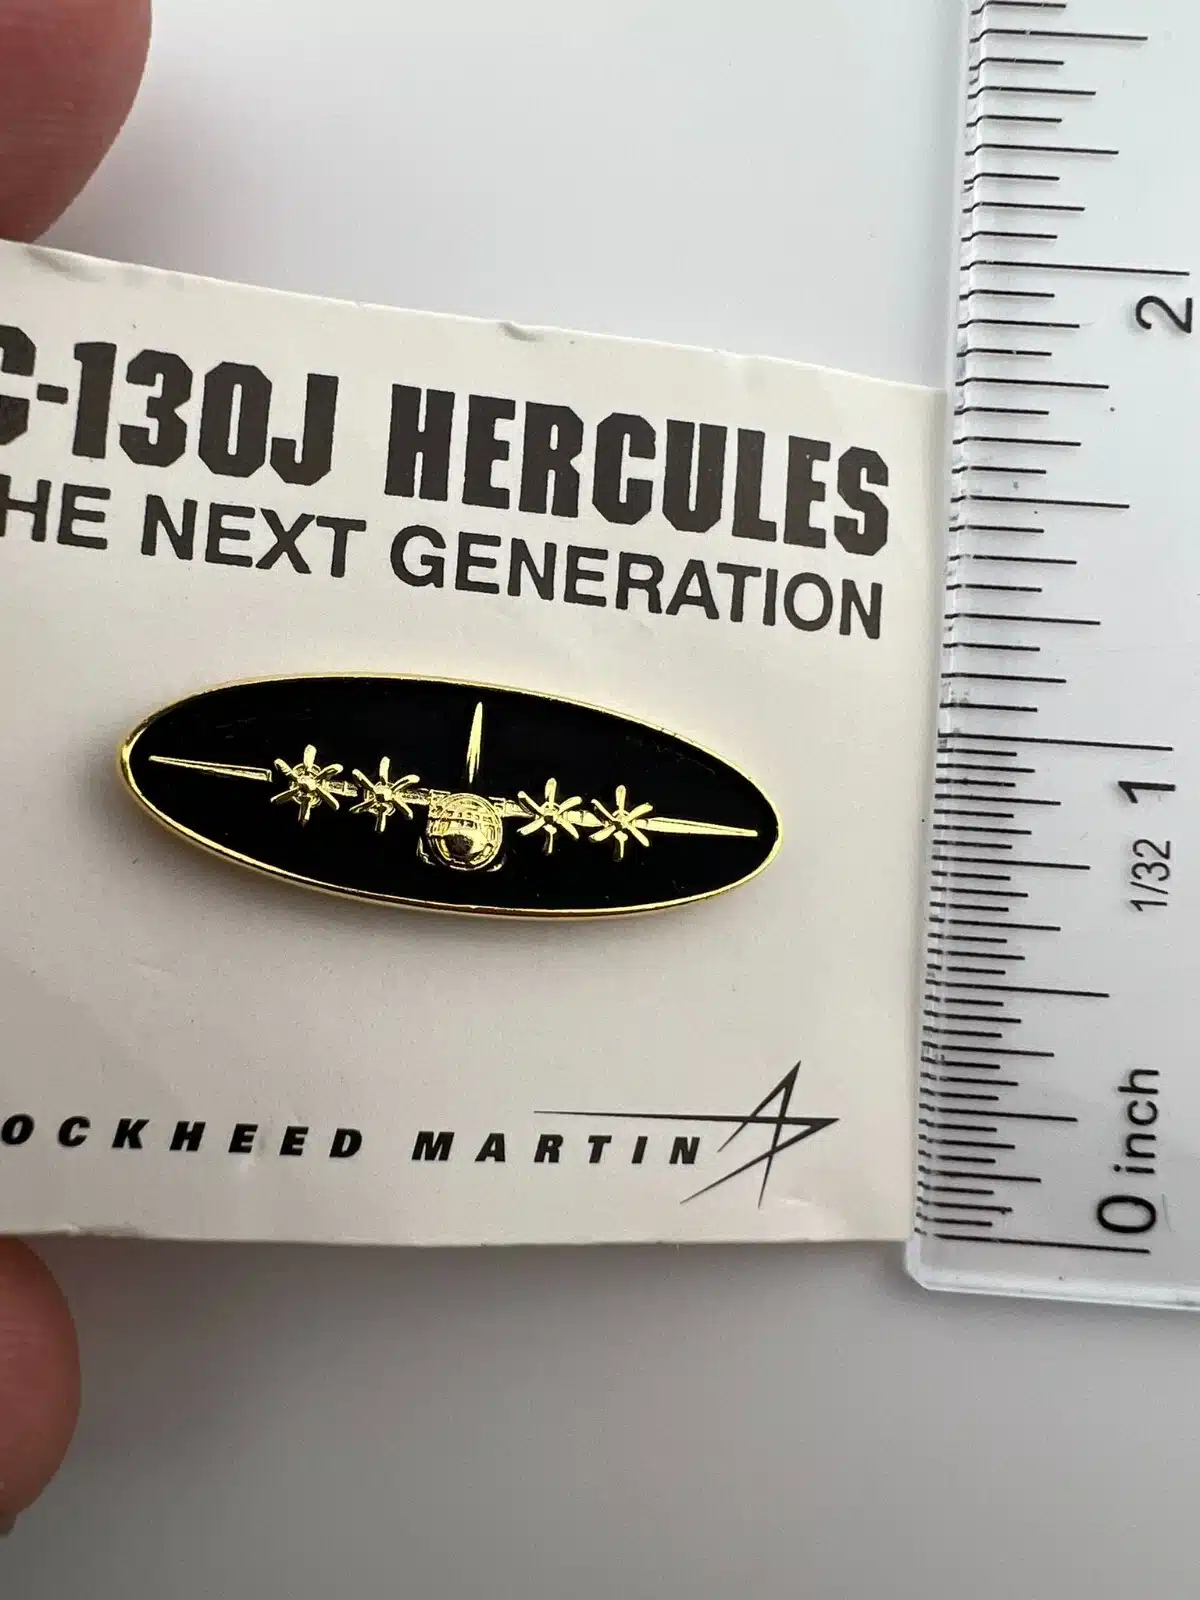 C-130J HERCULES
HE NEXT GENERATION
OCKHEED MARTIN
2
1
1/32
0 inch